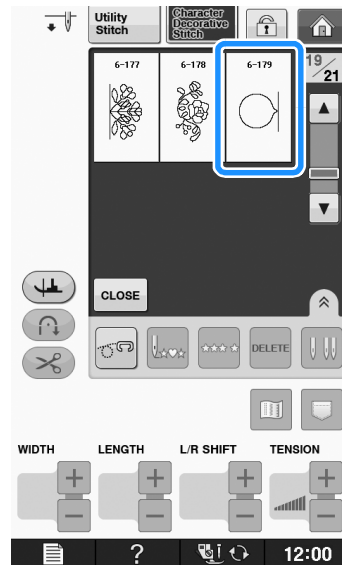 Utility
Stitch
Character
Decorative
Stitch
6-177
6-178
6-179
19/21
CLOSE
DELETE
WIDTH
LENGTH
L/R SHIFT
TENSION
?
12:00